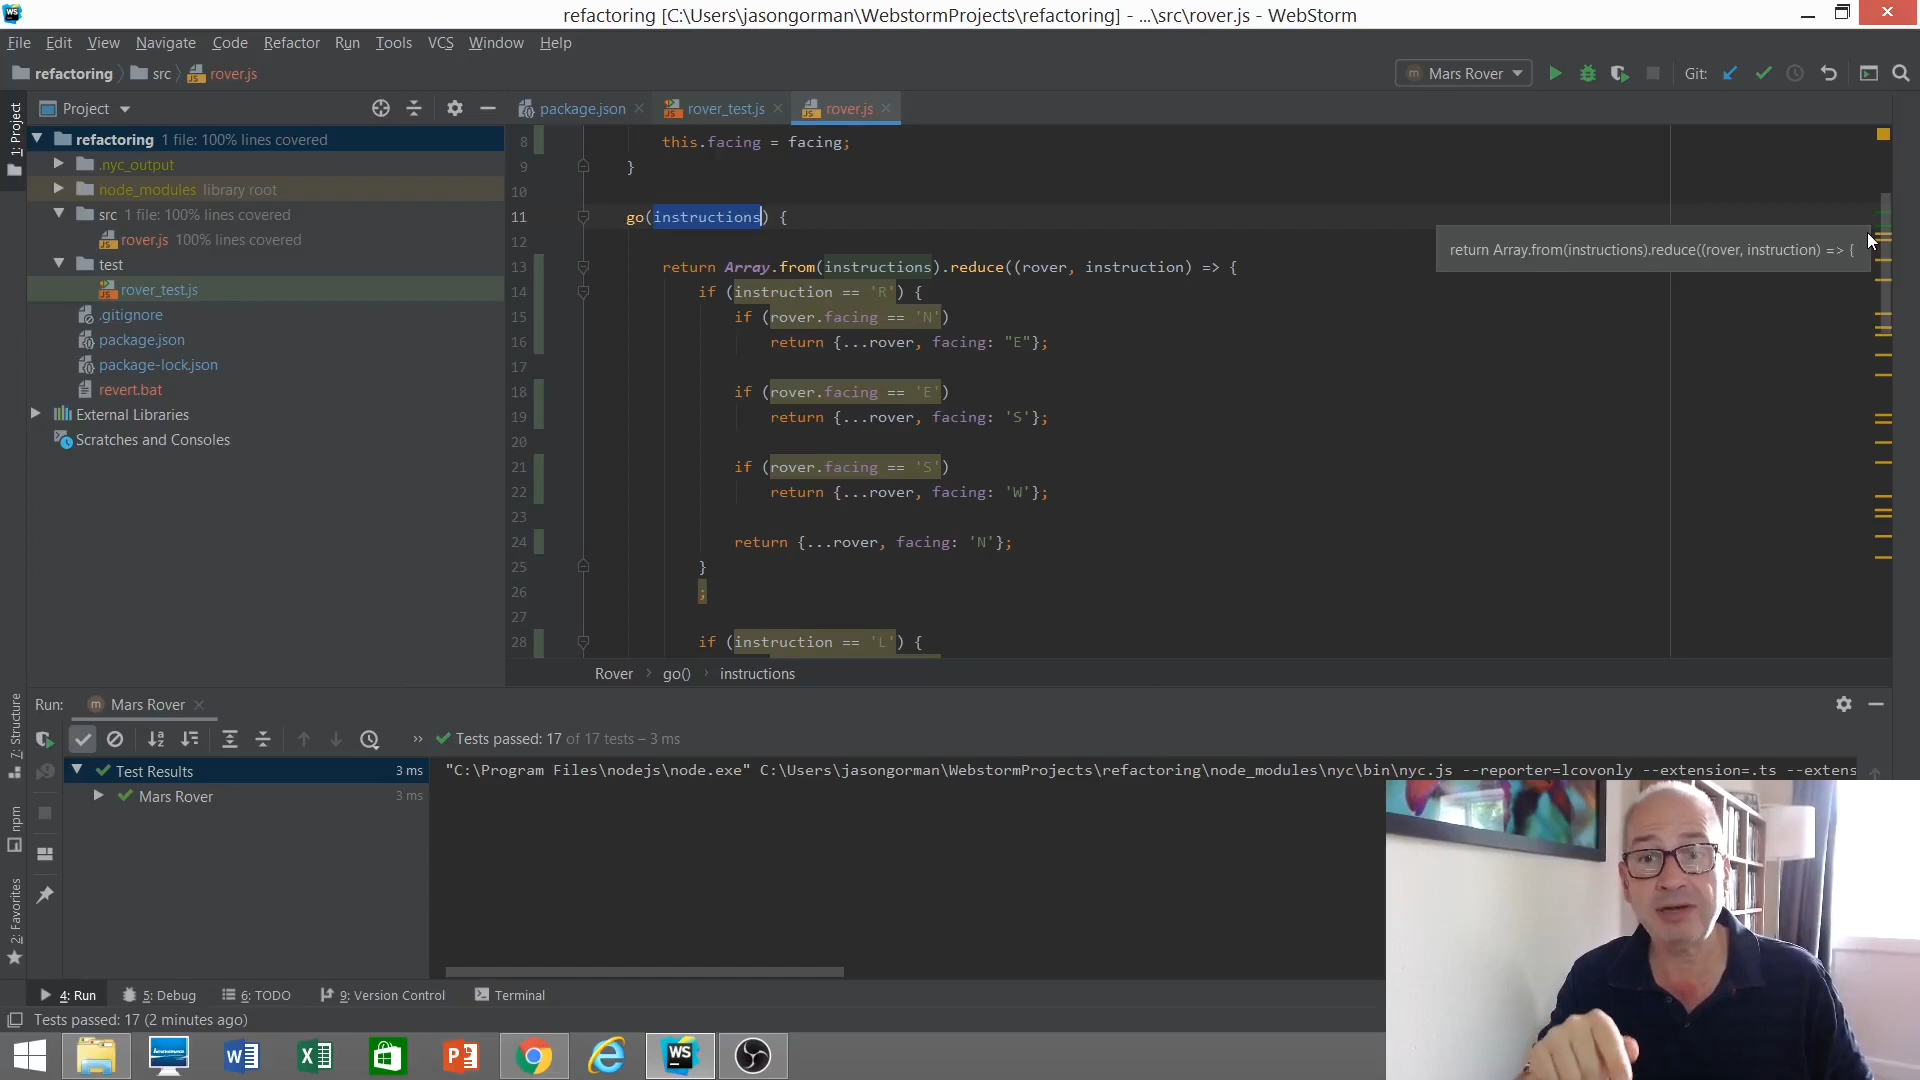 refactoring [C:\Users\jasongorman\WebstormProjects\refactoring] - ...\src\rover.js - WebStorm
File Edit View Navigate Code Refactor Run Tools VCS Window Help
refactoring src rover.js Mars Rover Git:
1: Project
Project
package.json rover_test.js rover.js
refactoring 1 file: 100% lines covered
.nyc_output
node_modules library root
src 1 file: 100% lines covered
rover.js 100% lines covered
test
rover_test.js
.gitignore
package.json
package-lock.json
revert.bat
External Libraries
Scratches and Consoles
8 this.facing = facing;
9 }
10
11 go(instructions) {
12
13 return Array.from(instructions).reduce((rover, instruction) => {
14 if (instruction == 'R') {
15 if (rover.facing == 'N')
16 return {...rover, facing: "E"};
17
18 if (rover.facing == 'E')
19 return {...rover, facing: 'S'};
20
21 if (rover.facing == 'S')
22 return {...rover, facing: 'W'};
23
24 return {...rover, facing: 'N'};
25 }
26 ;
27
28 if (instruction == 'L') {
return Array.from(instructions).reduce((rover, instruction) => {
Rover go() instructions
Run: Mars Rover
Tests passed: 17 of 17 tests – 3 ms
Test Results 3 ms
Mars Rover 3 ms
"C:\Program Files\nodejs\node.exe" C:\Users\jasongorman\WebstormProjects\refactoring\node_modules\nyc\bin\nyc.js --reporter=lcovonly --extension=.ts --extens
7: Structure
npm
2: Favorites
4: Run 5: Debug 6: TODO 9: Version Control Terminal
Tests passed: 17 (2 minutes ago)